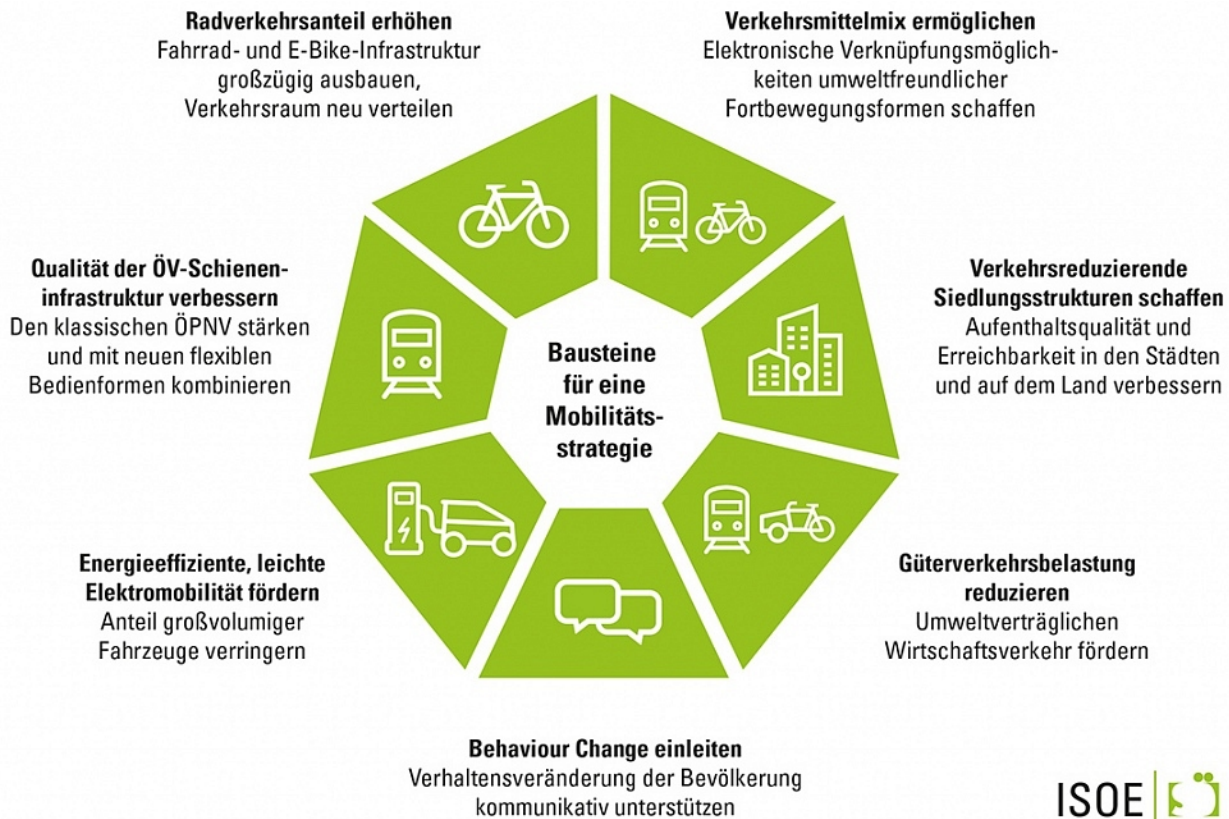 Radverkehrsanteil erhöhen
Fahrrad- und E-Bike-Infrastruktur
großzügig ausbauen,
Verkehrsraum neu verteilen
Verkehrsmittelmix ermöglichen
Elektronische Verknüpfungsmöglich-
keiten umweltfreundlicher
Fortbewegungsformen schaffen
Qualität der ÖV-Schienen-
infrastruktur verbessern
Den klassischen ÖPNV stärken
und mit neuen flexiblen
Bedienformen kombinieren
Bausteine
für eine
Mobilitäts-
strategie
Verkehrsreduzierende
Siedlungsstrukturen schaffen
Aufenthaltsqualität und
Erreichbarkeit in den Städten
und auf dem Land verbessern
Energieeffiziente, leichte
Elektromobilität fördern
Anteil großvolumiger
Fahrzeuge verringern
Güterverkehrsbelastung
reduzieren
Umweltverträglichen
Wirtschaftsverkehr fördern
Behaviour Change einleiten
Verhaltensveränderung der Bevölkerung
kommunikativ unterstützen
ISOE